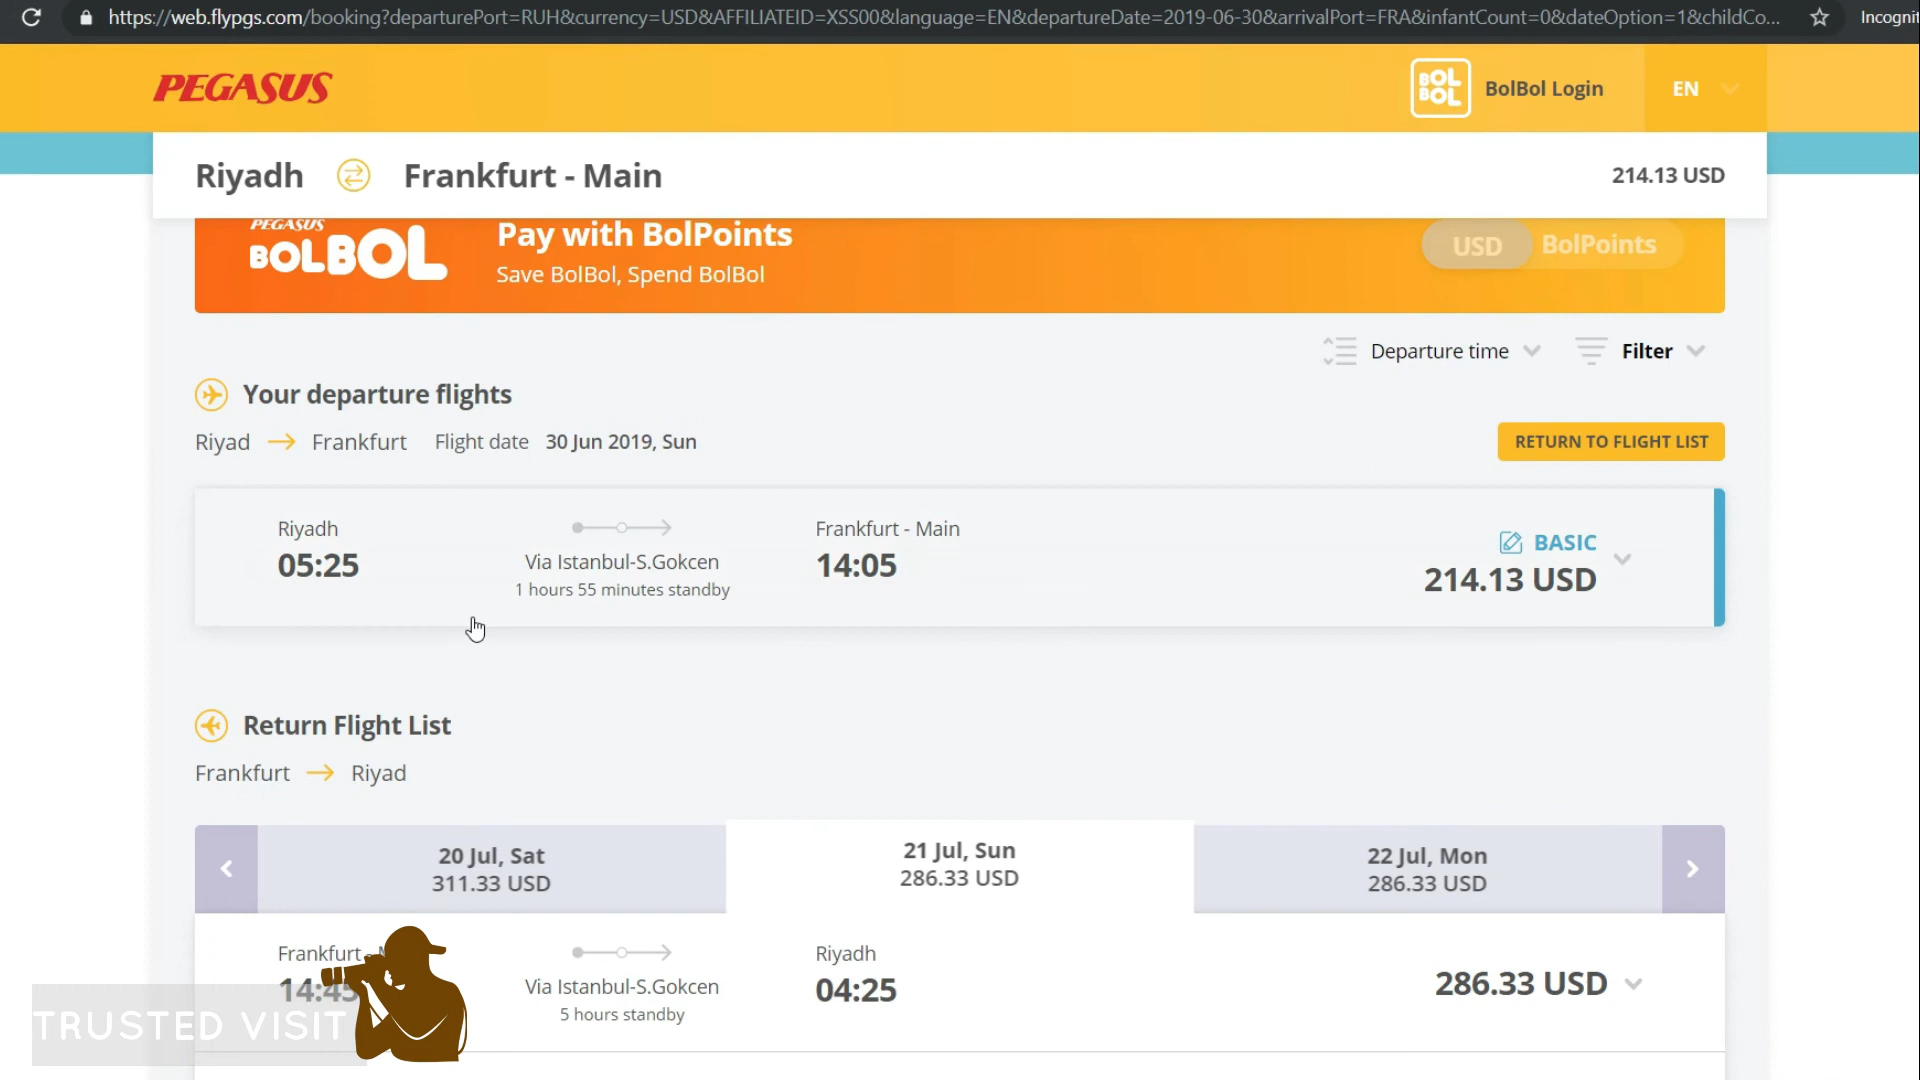 https://web.flypgs.com/booking?departurePort=RUH&currency=USD&AFFILIATEID=XSS00&language=EN&departureDate=2019-06-30&arrivalPort=FRA&infantCount=0&dateOption=1&childCo...
Incognit
PEGASUS
BOL BOL
BolBol Login
EN
Riyadh
Frankfurt - Main
214.13 USD
PEGASUS
BOLBOL
Pay with BolPoints
Save BolBol, Spend BolBol
USD
BolPoints
Departure time
Filter
Your departure flights
Riyad → Frankfurt Flight date 30 Jun 2019, Sun
RETURN TO FLIGHT LIST
Riyadh
05:25
Via Istanbul-S.Gokcen
1 hours 55 minutes standby
Frankfurt - Main
14:05
BASIC
214.13 USD
Return Flight List
Frankfurt → Riyad
20 Jul, Sat
311.33 USD
21 Jul, Sun
286.33 USD
22 Jul, Mon
286.33 USD
Frankfurt -
14:45
Via Istanbul-S.Gokcen
5 hours standby
Riyadh
04:25
286.33 USD
TRUSTED VISIT